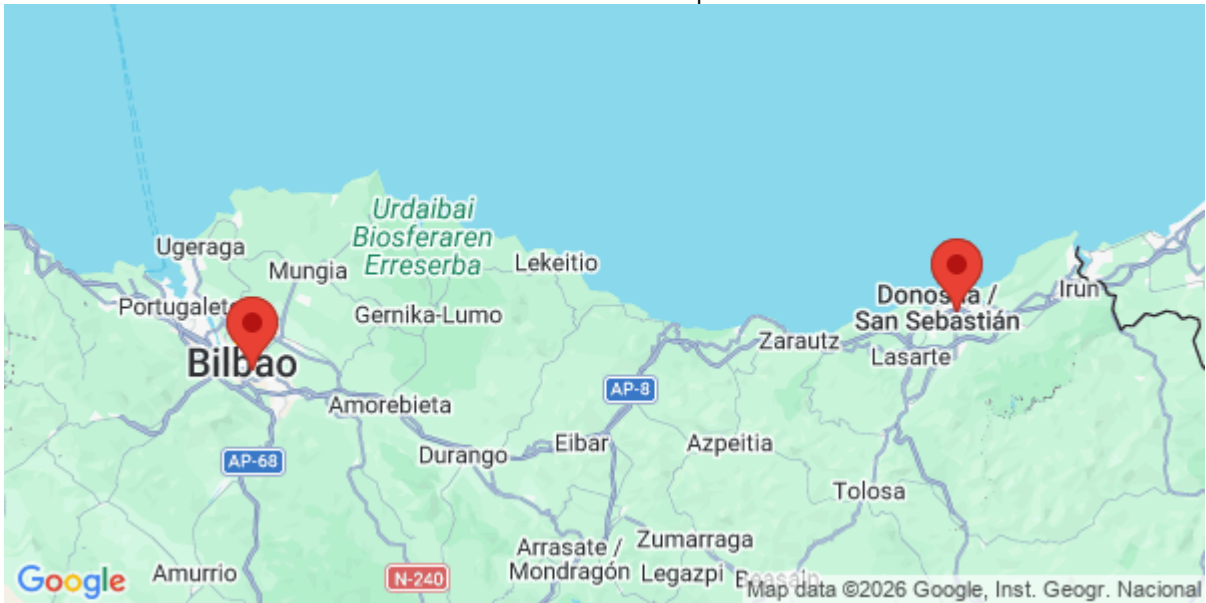 Urdaibai
Biosferaren
Erreserba
Ugeraga
Mungia
Lekeitio
Portugalete
Gernika-Lumo
Donostia /
San Sebastián
Irun
Zarautz
Lasarte
Bilbao
AP-8
Amorebieta
Durango
Eibar
Azpeitia
AP-68
Tolosa
Arrasate /
Mondragón
Zumarraga
Legazpi
Amurrio
N-240
Google
Map data ©2026 Google, Inst. Geogr. Nacional